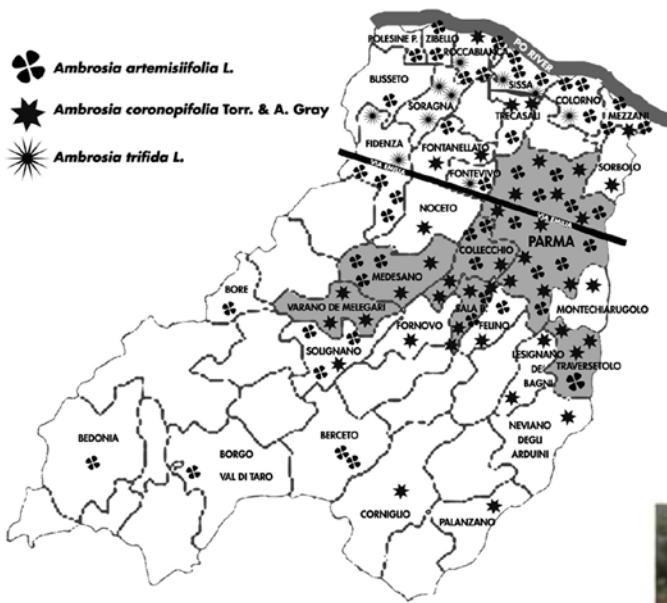 Ambrosia artemisiifolia L.
Ambrosia coronopifolia Torr. & A. Gray
Ambrosia trifida L.
PO RIVER
POLESINE P.
ZIBELLO
ROCCABIANCA
BUSSETO
SISSA
SORAGNA
TRECASALI
COLORNO
MEZZANI
FIDENZA
FONTANELLATO
VIA EMILIA
FONTEVIVO
SORBOLO
NOCETO
VIA EMILIA
PARMA
COLLECCHIO
MEDESANO
BORE
VARANO DE MELEGARI
SALA B.
MONTECHIARUGOLO
FORNOVO
FELINO
SOLIGNANO
LESIGNANO
DE'
BAGNI
TRAVERSETOLO
NEVIANO
DEGLI
ARDUINI
BEDONIA
BORGO
VAL DI TARO
BERCETO
CORNIGLIO
PALANZANO